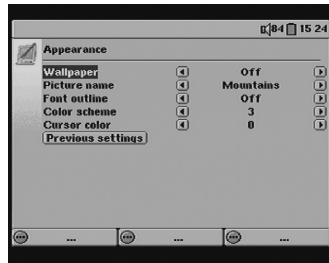 84 15 24
Appearance
Wallpaper Off
Picture name Mountains
Font outline Off
Color scheme 3
Cursor color 0
Previous settings
... ... ...